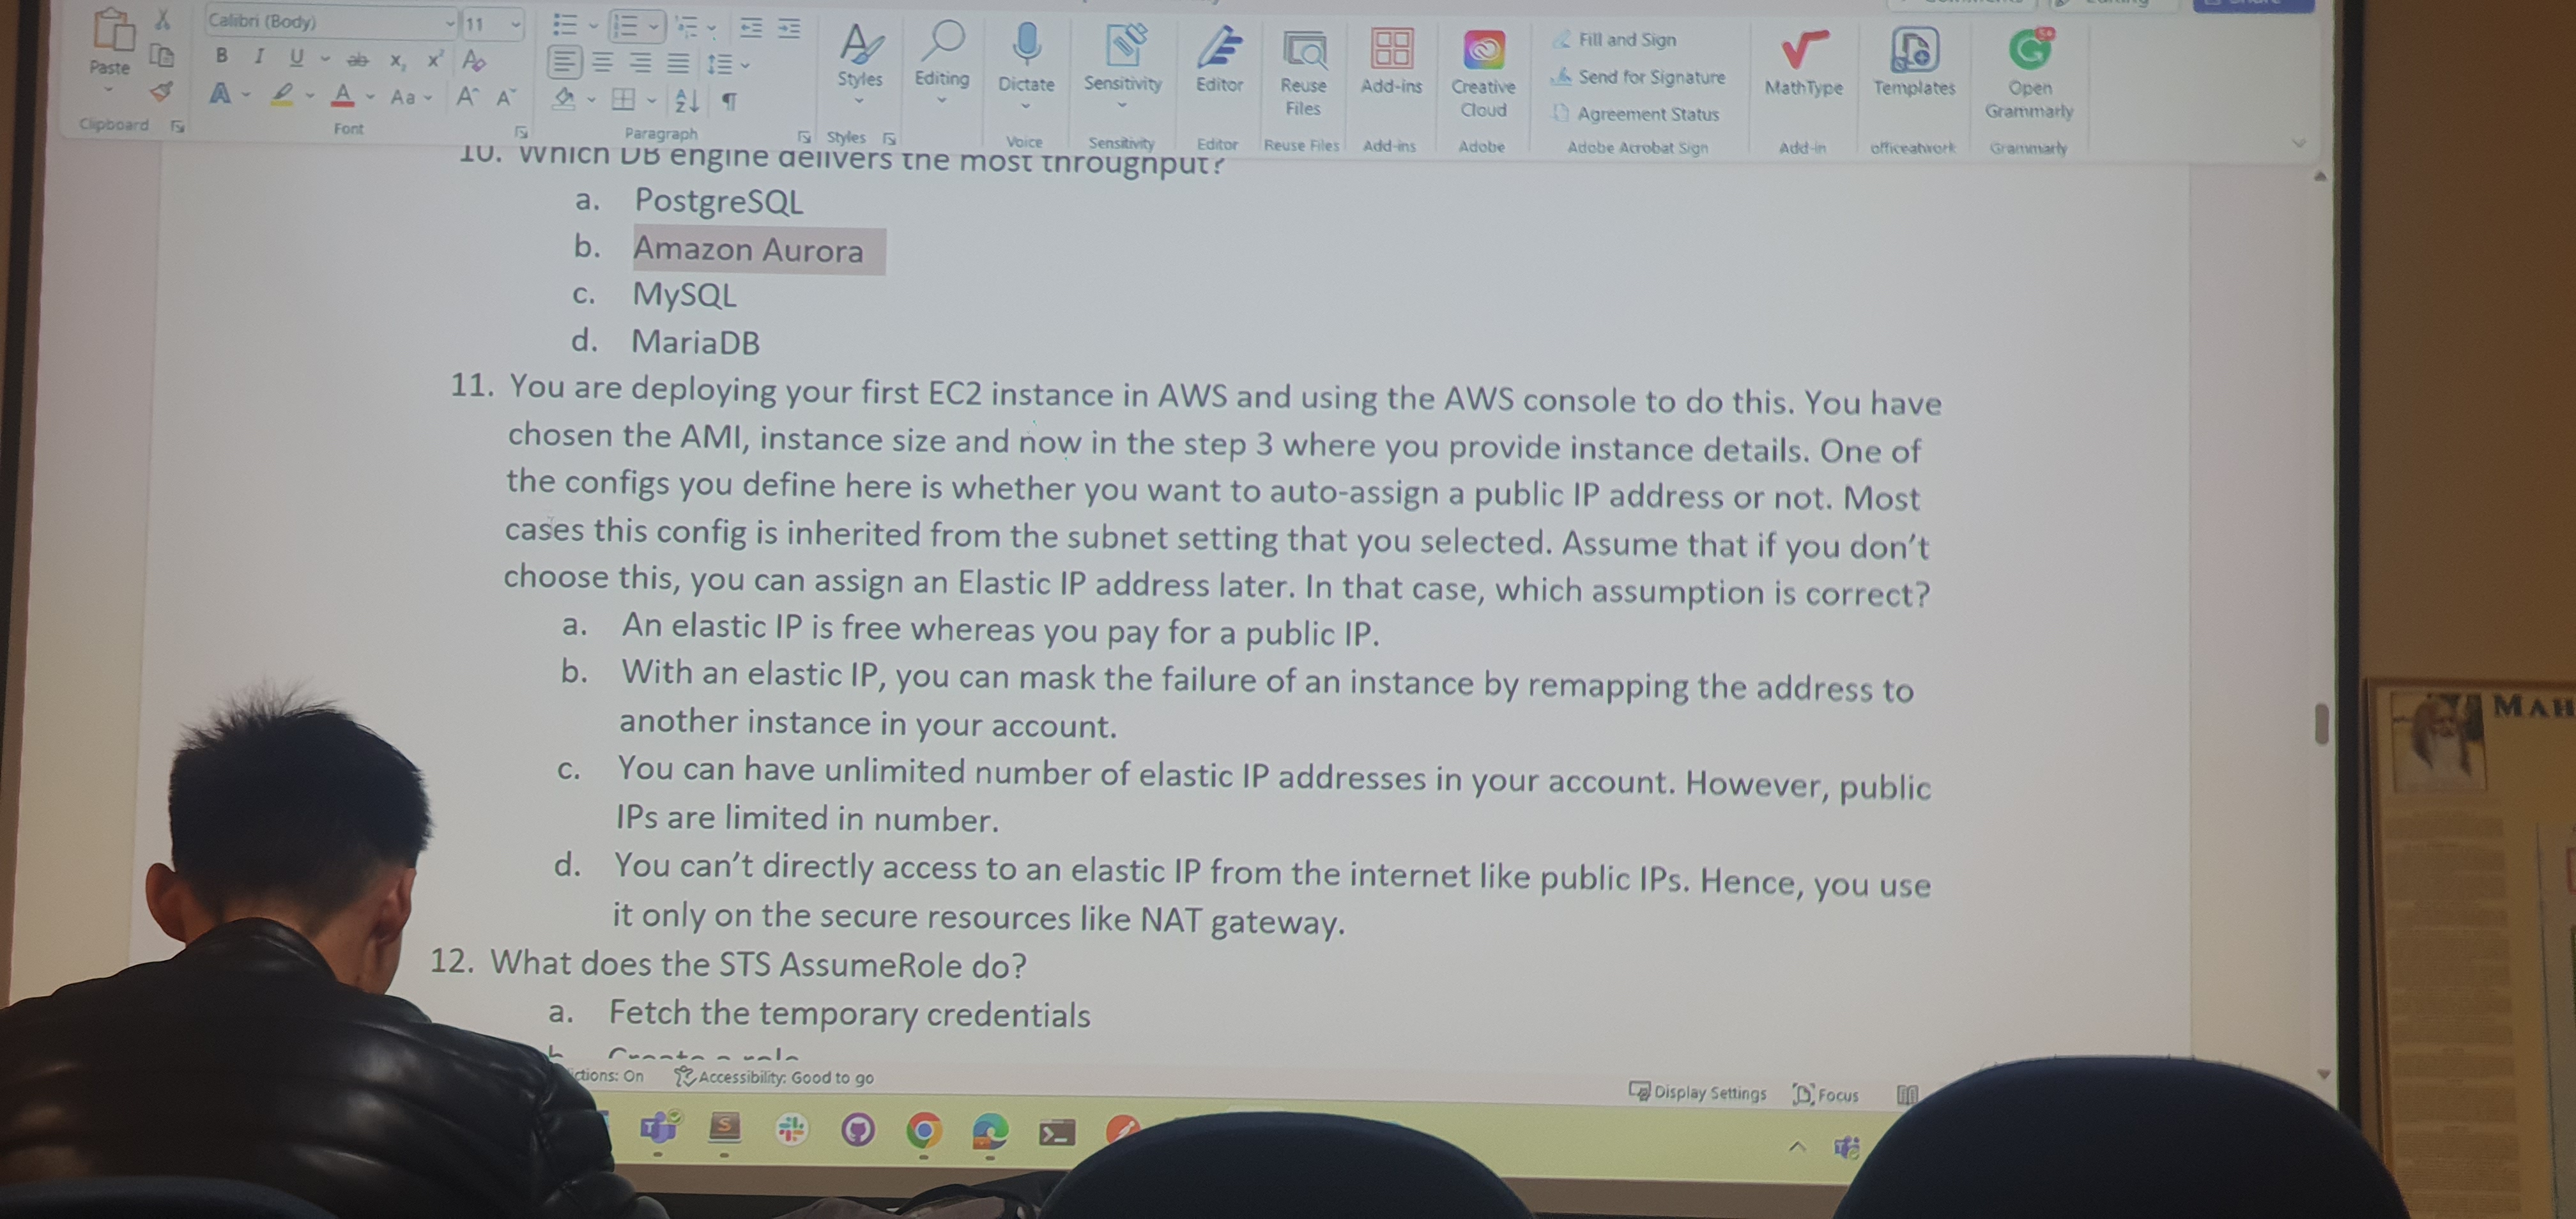 Calibri (Body) 11
Paste
Clipboard
Font
Paragraph
Styles
Styles
Editing
Dictate
Voice
Sensitivity
Sensitivity
Editor
Editor
Reuse
Files
Reuse Files
Add-ins
Add-ins
Creative
Cloud
Adobe
Fill and Sign
Send for Signature
Agreement Status
Adobe Acrobat Sign
MathType
Add-in
Templates
officeatwork
Open
Grammarly
Grammarly
10. Which DB engine delivers the most throughput?
a. PostgreSQL
b. Amazon Aurora
c. MySQL
d. MariaDB
11. You are deploying your first EC2 instance in AWS and using the AWS console to do this. You have
chosen the AMI, instance size and now in the step 3 where you provide instance details. One of
the configs you define here is whether you want to auto-assign a public IP address or not. Most
cases this config is inherited from the subnet setting that you selected. Assume that if you don’t
choose this, you can assign an Elastic IP address later. In that case, which assumption is correct?
a. An elastic IP is free whereas you pay for a public IP.
b. With an elastic IP, you can mask the failure of an instance by remapping the address to
another instance in your account.
c. You can have unlimited number of elastic IP addresses in your account. However, public
IPs are limited in number.
d. You can’t directly access to an elastic IP from the internet like public IPs. Hence, you use
it only on the secure resources like NAT gateway.
12. What does the STS AssumeRole do?
a. Fetch the temporary credentials
ctions: On
Accessibility: Good to go
Display Settings
Focus
MAH